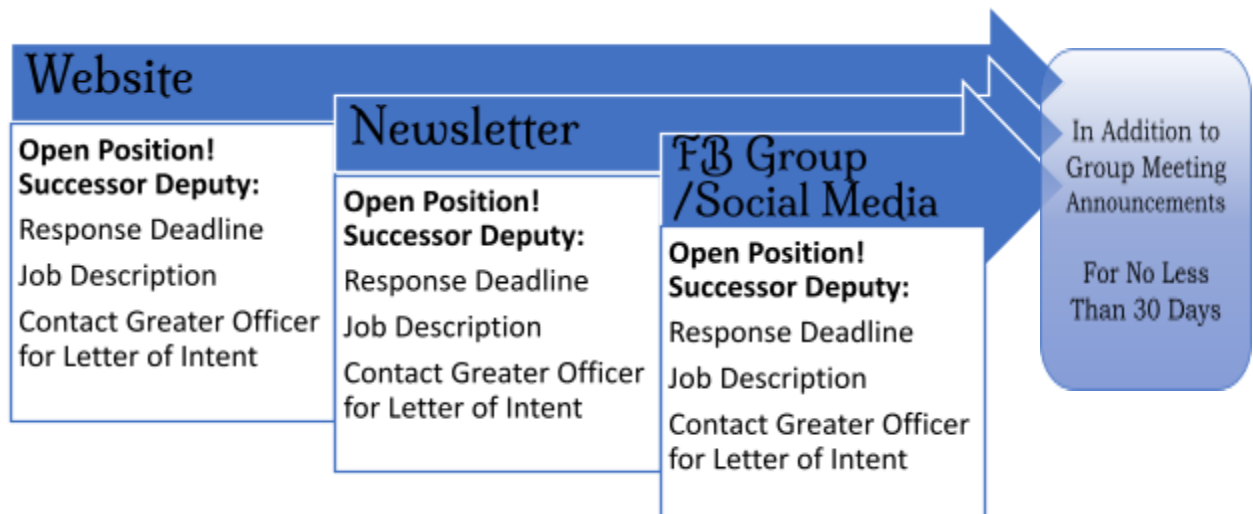 Website
Open Position!
Successor Deputy:
Response Deadline
Job Description
Contact Greater Officer
for Letter of Intent
Newsletter
Open Position!
Successor Deputy:
Response Deadline
Job Description
Contact Greater Officer
for Letter of Intent
FB Group
/Social Media
Open Position!
Successor Deputy:
Response Deadline
Job Description
Contact Greater Officer
for Letter of Intent
In Addition to
Group Meeting
Announcements
For No Less
Than 30 Days